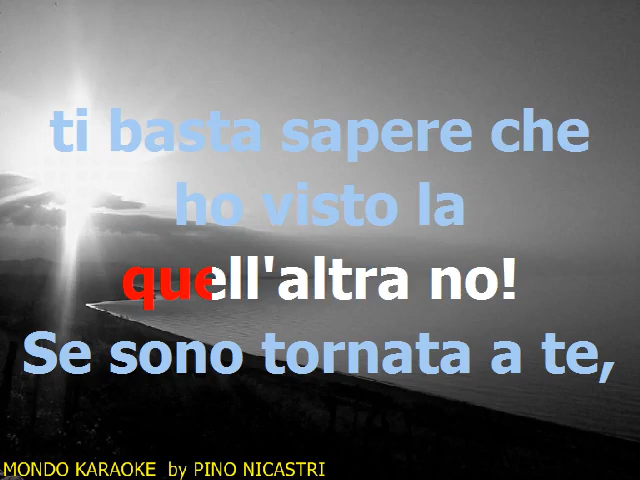 ti basta sapere che
ho visto la
quell'altra no!
Se sono tornata a te,
MONDO KARAOKE by PINO NICASTRI